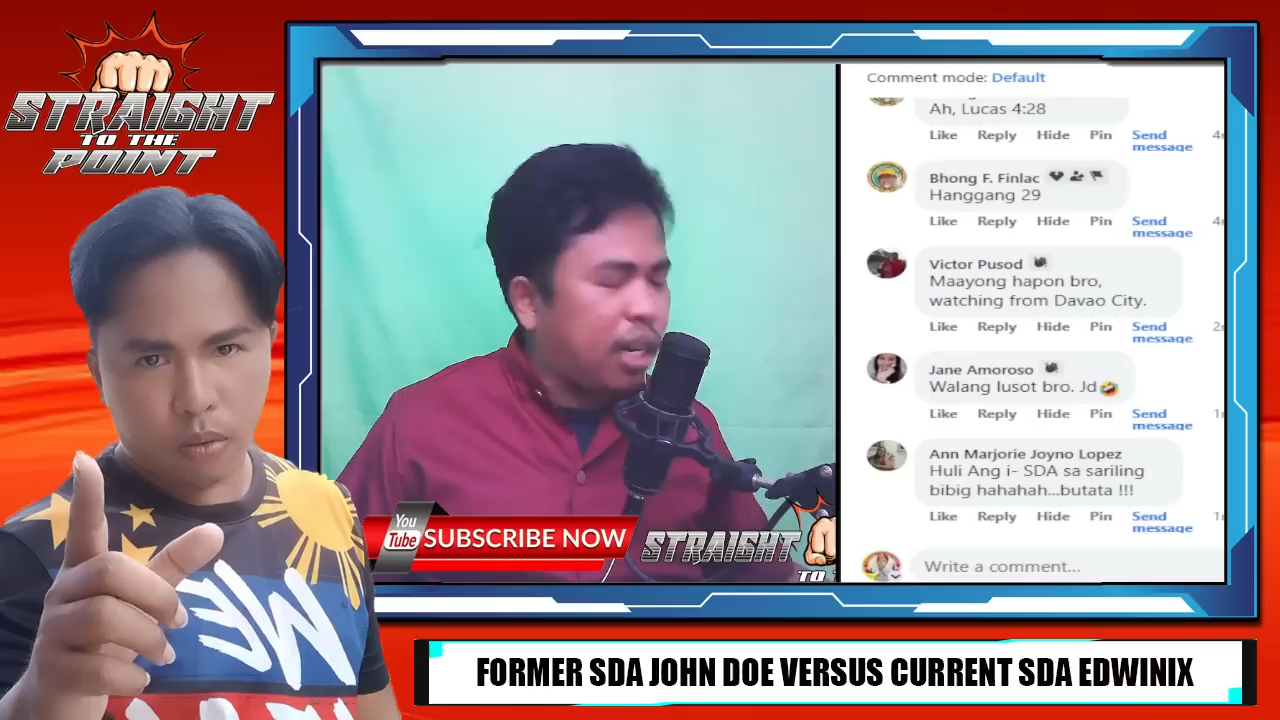 STRAIGHT
TO THE
POINT
Comment mode: Default
Ah, Lucas 4:28
Like Reply Hide Pin Send message
Bhong F. Finlac
Hanggang 29
Like Reply Hide Pin Send message
Victor Pusod
Maayong hapon bro,
watching from Davao City.
Like Reply Hide Pin Send message
Jane Amoroso
Walang lusot bro. Jd🤣
Like Reply Hide Pin Send message
Ann Marjorie Joyno Lopez
Huli Ang i- SDA sa sariling
bibig hahahah...butata !!!
Like Reply Hide Pin Send message
Write a comment...
You
Tube
SUBSCRIBE NOW
STRAIGHT
TO
FORMER SDA JOHN DOE VERSUS CURRENT SDA EDWINIX